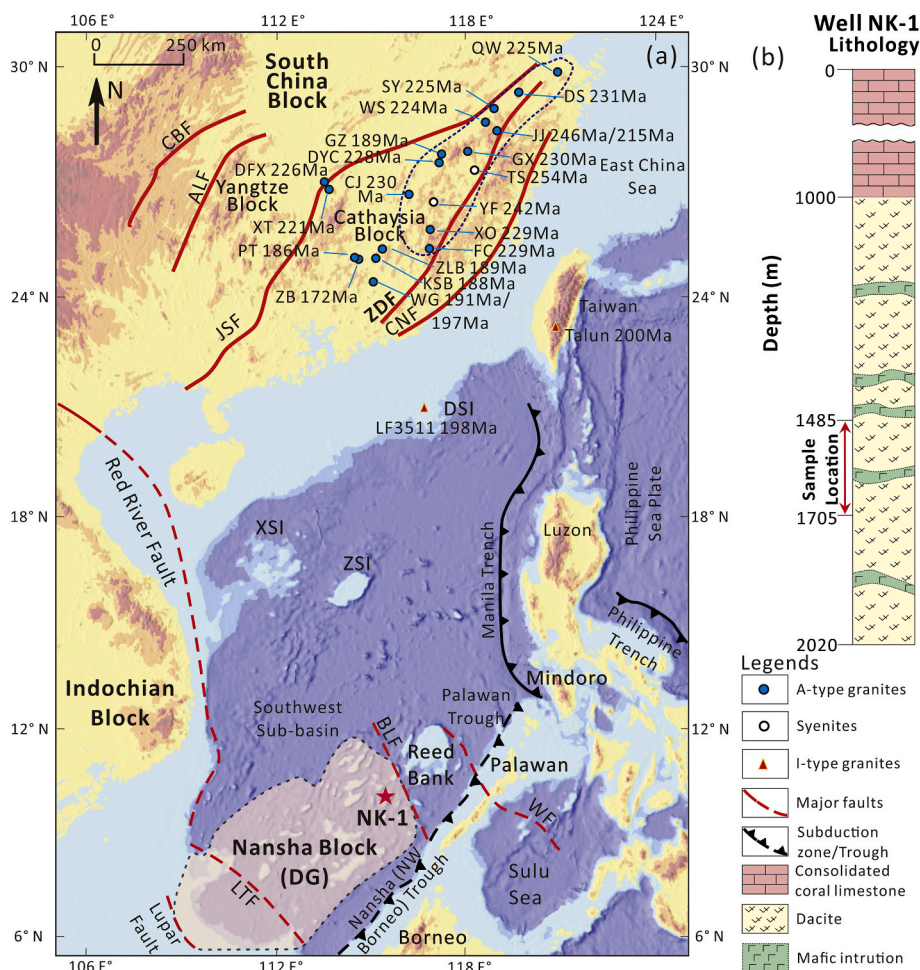 106°E
112°E
118°E
124°E
0
250 km
(a)
N
30°N
24°N
18°N
12°N
6°N
South
China
Block
QW 225Ma
SY 225Ma
WS 224Ma
DS 231Ma
JJ 246Ma/215Ma
GZ 189Ma
DYC 228Ma
GX 230Ma
TS 254Ma
East China
Sea
CBF
ALF
DFX 226Ma
Yangtze
Block
CJ 230
Ma
YF 242Ma
XT 221Ma
Cathaysia
Block
XO 229Ma
PT 186Ma
FC 229Ma
ZLB 189Ma
KSB 188Ma
ZB 172Ma
WG 191Ma/
197Ma
ZDF
CNF
JSF
Taiwan
Talun 200Ma
DSI
LF3511 198Ma
Red River Fault
XSI
ZSI
Manila Trench
Luzon
Philippine
Sea Plate
Philippine
Trench
Indochian
Block
Mindoro
Southwest
Sub-basin
Palawan
Trough
BLF
Reed
Bank
Palawan
NK-1
WF
Nansha Block
(DG)
Sulu
Sea
LTF
Lupar
Fault
Nansha (NW
Borneo) Trough
Borneo
106°E
112°E
118°E
(b)
Well NK-1
Lithology
0
1000
Depth (m)
1485
Sample
Location
1705
2020
Legends
A-type granites
Syenites
I-type granites
Major faults
Subduction
zone/Trough
Consolidated
coral limestone
Dacite
Mafic intrution